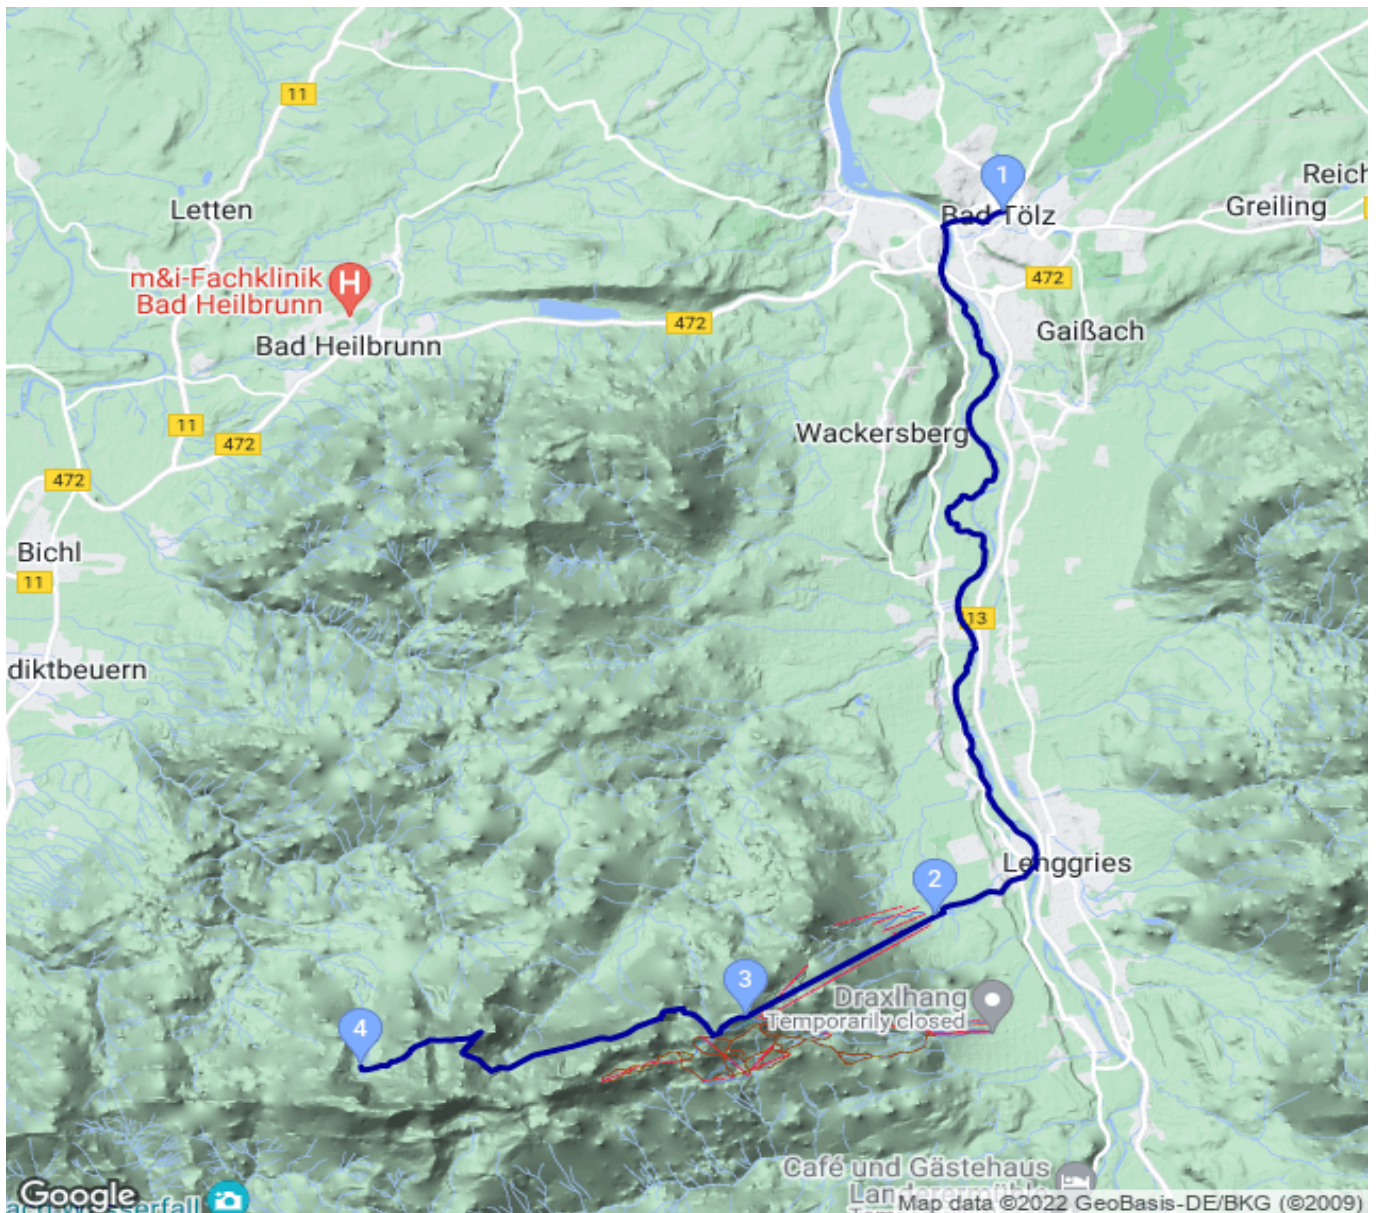 11
1
Letten
Bad Tölz
Reich
Greiling
m&i-Fachklinik
Bad Heilbrunn
H
472
472
Gaißach
Bad Heilbrunn
11
472
Wackersberg
472
Bichl
11
13
diktbeuern
Lenggries
2
3
Draxlhang
Temporarily closed
4
Café und Gästehaus
Landerermühle
Google
Map data ©2022 GeoBasis-DE/BKG (©2009)